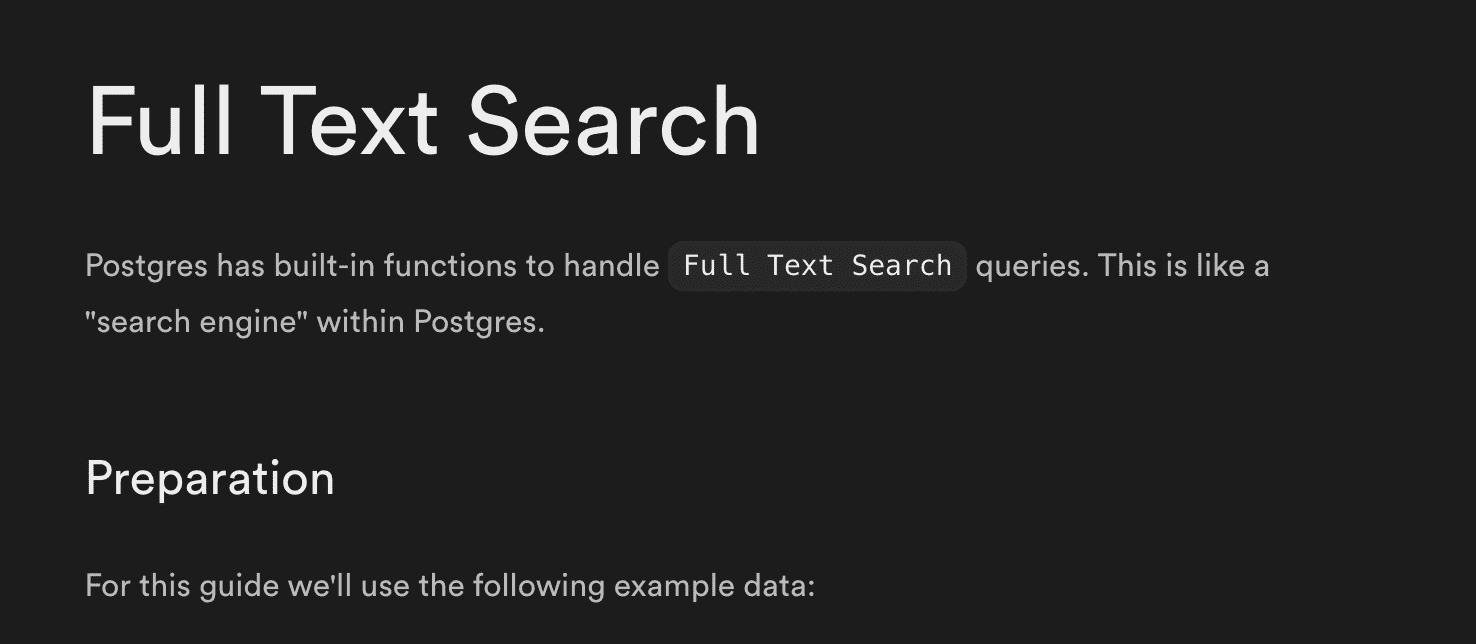 Full Text Search
Postgres has built-in functions to handle Full Text Search queries. This is like a
"search engine" within Postgres.
Preparation
For this guide we'll use the following example data: